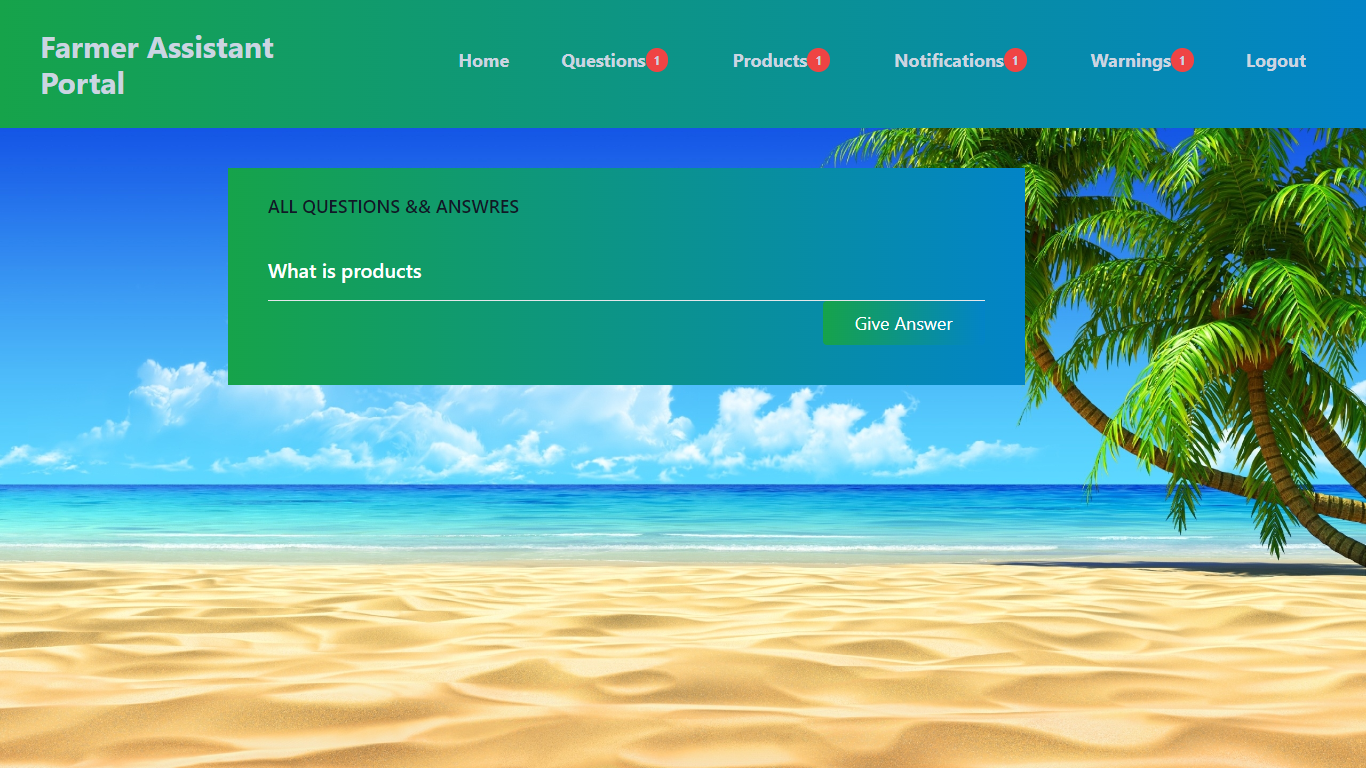 Farmer Assistant
Portal
Home
Questions 1
Products 1
Notifications 1
Warnings 1
Logout
ALL QUESTIONS && ANSWRES
What is products
Give Answer